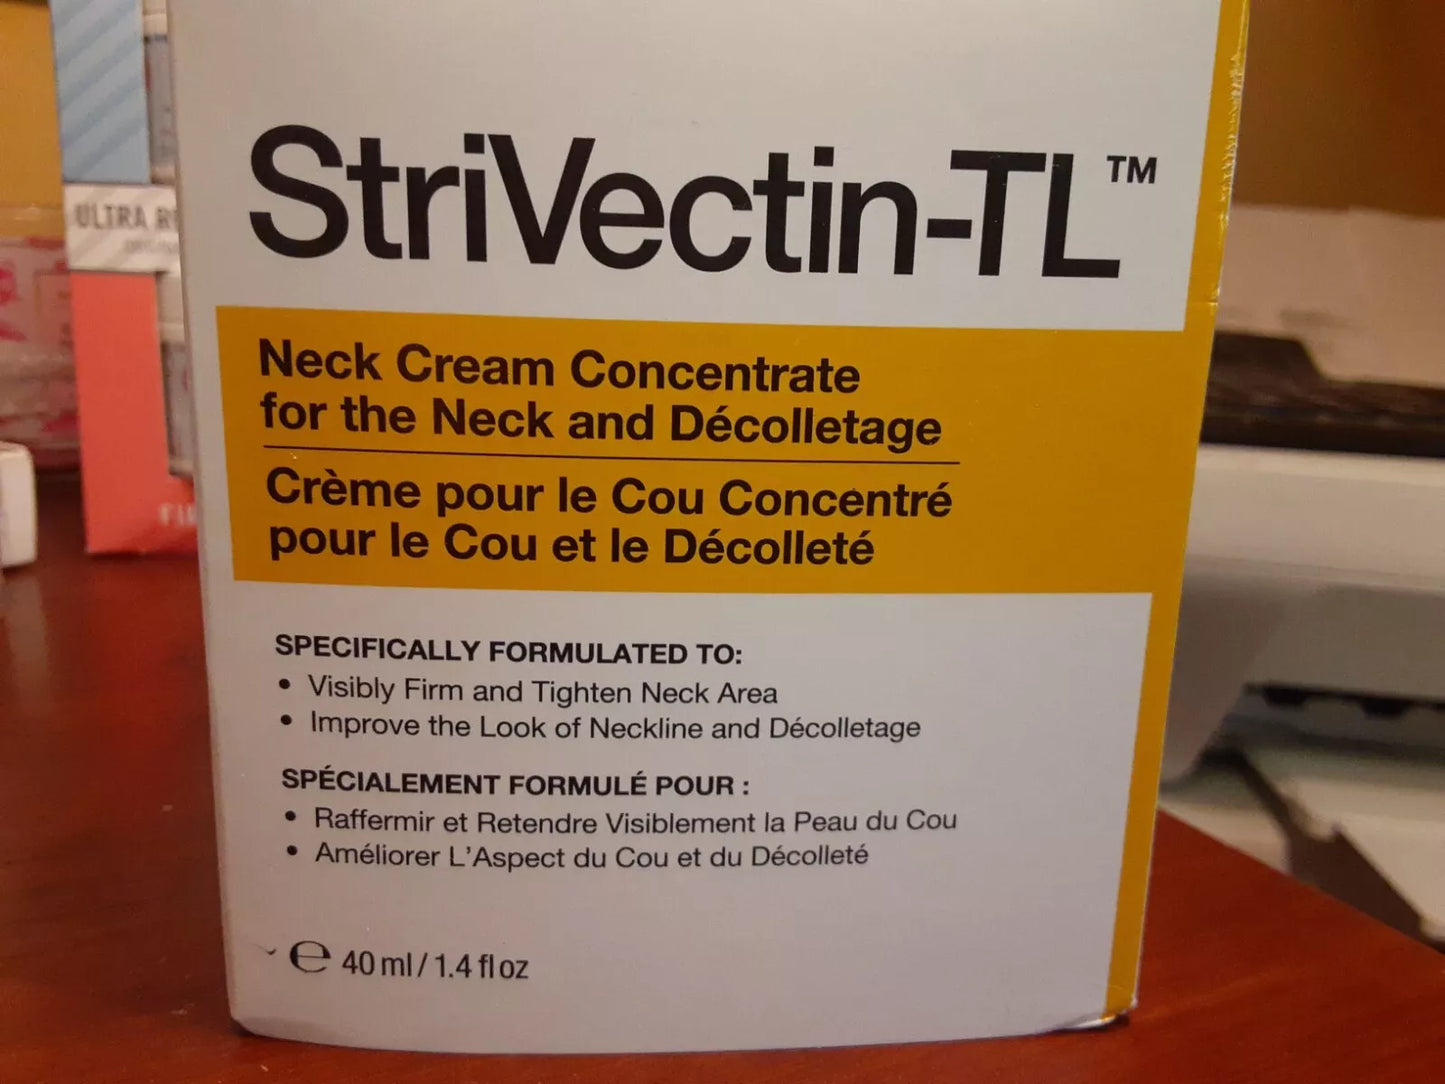 StriVectin-TL™
Neck Cream Concentrate
for the Neck and Décolletage
Crème pour le Cou Concentré
pour le Cou et le Décolleté
SPECIFICALLY FORMULATED TO:
• Visibly Firm and Tighten Neck Area
• Improve the Look of Neckline and Décolletage
SPÉCIALEMENT FORMULÉ POUR :
• Raffermir et Retendre Visiblement la Peau du Cou
• Améliorer L'Aspect du Cou et du Décolleté
℮ 40 ml / 1.4 fl oz
ULTRA